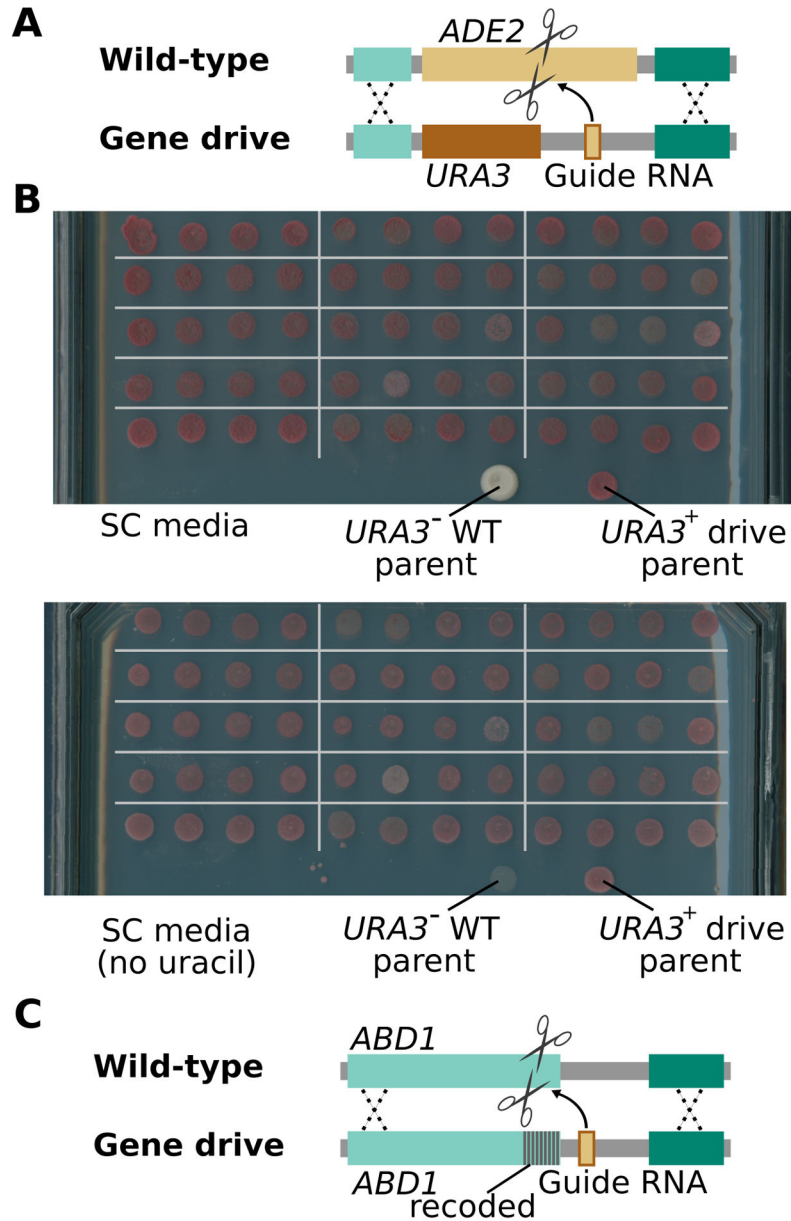 A
ADE2
Wild-type
Gene drive
URA3
Guide RNA
B
SC media
URA3⁻ WT
parent
URA3⁺ drive
parent
SC media
(no uracil)
URA3⁻ WT
parent
URA3⁺ drive
parent
C
ABD1
Wild-type
Gene drive
ABD1
recoded
Guide RNA